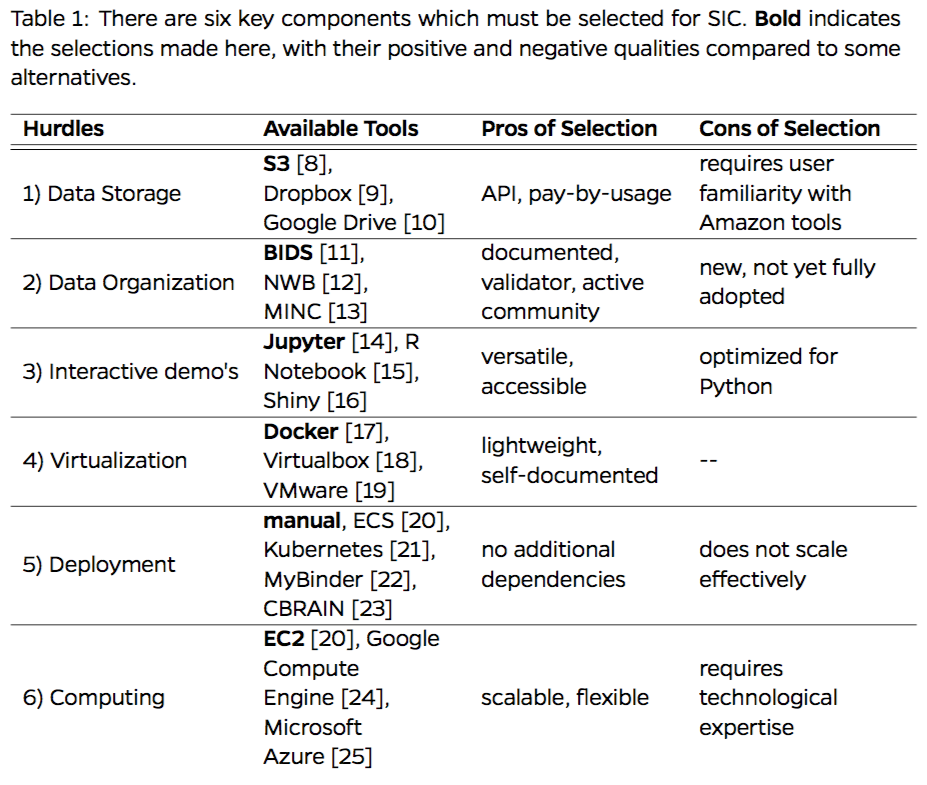 Table 1: There are six key components which must be selected for SIC. Bold indicates
the selections made here, with their positive and negative qualities compared to some
alternatives.
Hurdles Available Tools Pros of Selection Cons of Selection
1) Data Storage
S3 [8],
Dropbox [9],
Google Drive [10]
API, pay-by-usage
requires user
familiarity with
Amazon tools
2) Data Organization
BIDS [11],
NWB [12],
MINC [13]
documented,
validator, active
community
new, not yet fully
adopted
3) Interactive demo's
Jupyter [14], R
Notebook [15],
Shiny [16]
versatile,
accessible
optimized for
Python
4) Virtualization
Docker [17],
Virtualbox [18],
VMware [19]
lightweight,
self-documented
--
5) Deployment
manual, ECS [20],
Kubernetes [21],
MyBinder [22],
CBRAIN [23]
no additional
dependencies
does not scale
effectively
6) Computing
EC2 [20], Google
Compute
Engine [24],
Microsoft
Azure [25]
scalable, flexible
requires
technological
expertise